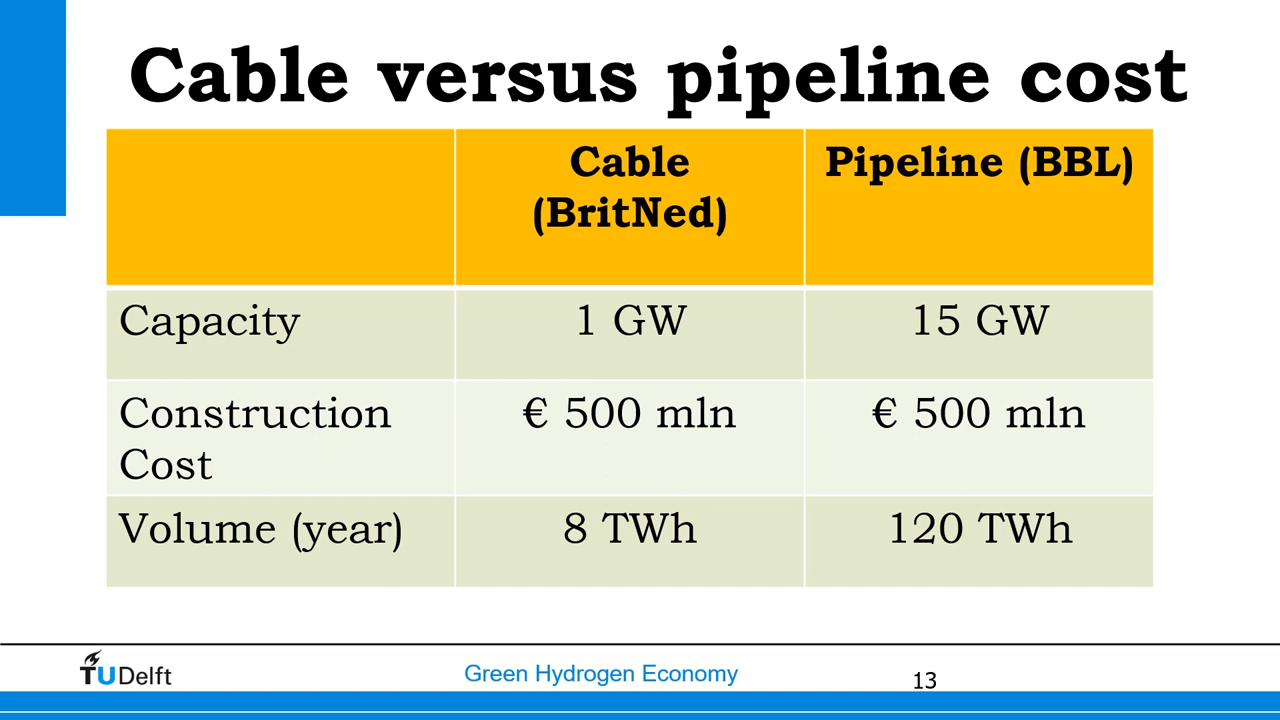 Cable versus pipeline cost
Cable
(BritNed)
Pipeline (BBL)
Capacity
1 GW
15 GW
Construction
Cost
€ 500 mln
€ 500 mln
Volume (year)
8 TWh
120 TWh
TUDelft
Green Hydrogen Economy
13